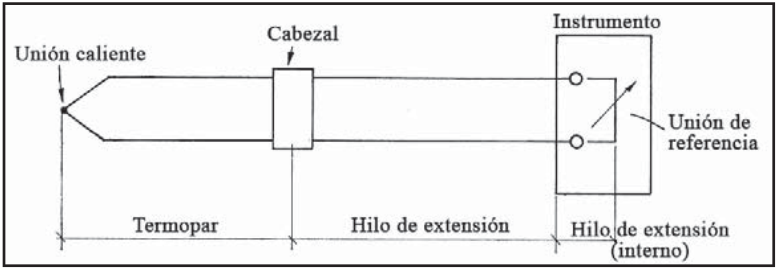 Instrumento
Cabezal
Unión caliente
Unión de
referencia
Termopar
Hilo de extensión
Hilo de extensión
(interno)